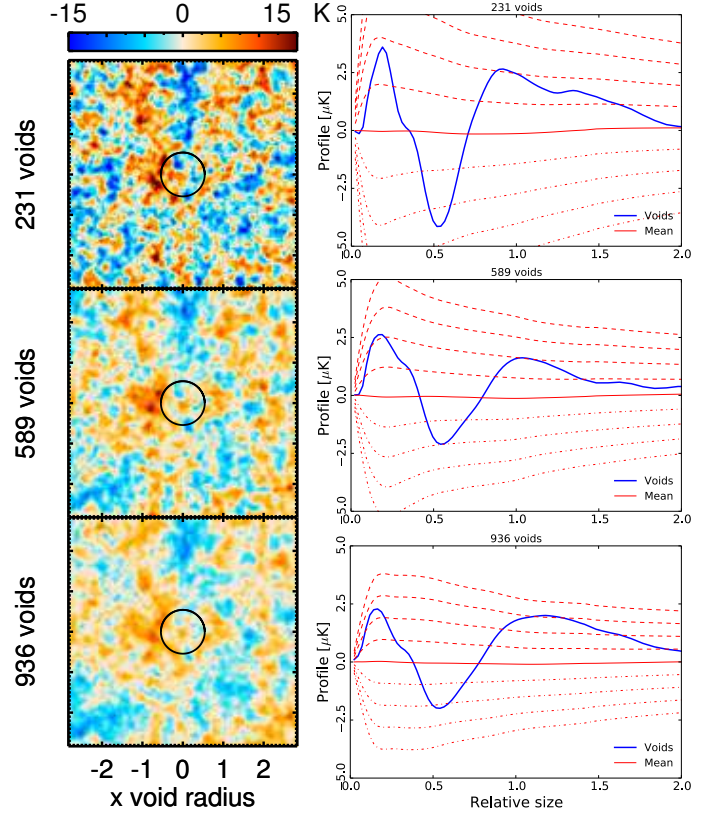 -15 0 15 K
231 voids
589 voids
936 voids
-2 -1 0 1 2
x void radius
231 voids
Profile [μK]
5.0
2.5
0.0
−2.5
−5.0
Voids
Mean
0.0 0.5 1.0 1.5 2.0
589 voids
Profile [μK]
5.0
2.5
0.0
−2.5
−5.0
Voids
Mean
0.0 0.5 1.0 1.5 2.0
936 voids
Profile [μK]
5.0
2.5
0.0
−2.5
−5.0
Voids
Mean
0.0 0.5 1.0 1.5 2.0
Relative size